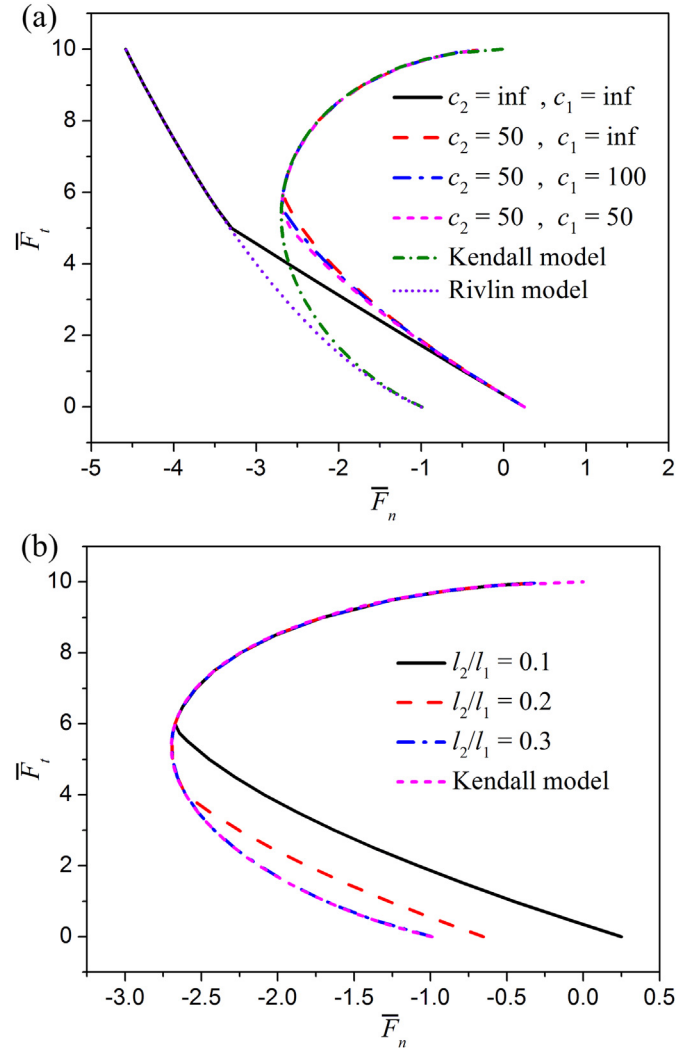 (a)
10
8
6
4
2
0
F̅t
c2 = inf , c1 = inf
c2 = 50 , c1 = inf
c2 = 50 , c1 = 100
c2 = 50 , c1 = 50
Kendall model
Rivlin model
-5 -4 -3 -2 -1 0 1 2
F̅n
(b)
10
8
6
4
2
0
F̅t
l2/l1 = 0.1
l2/l1 = 0.2
l2/l1 = 0.3
Kendall model
-3.0 -2.5 -2.0 -1.5 -1.0 -0.5 0.0 0.5
F̅n